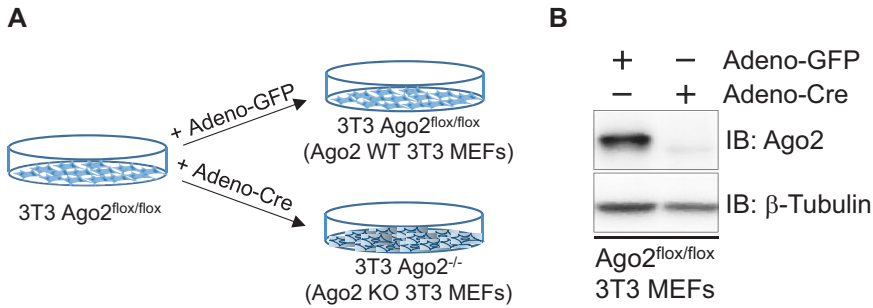 A
+ Adeno-GFP
+ Adeno-Cre
3T3 Ago2flox/flox
3T3 Ago2flox/flox
(Ago2 WT 3T3 MEFs)
3T3 Ago2-/-
(Ago2 KO 3T3 MEFs)
B
+ − Adeno-GFP
− + Adeno-Cre
IB: Ago2
IB: β-Tubulin
Ago2flox/flox
3T3 MEFs